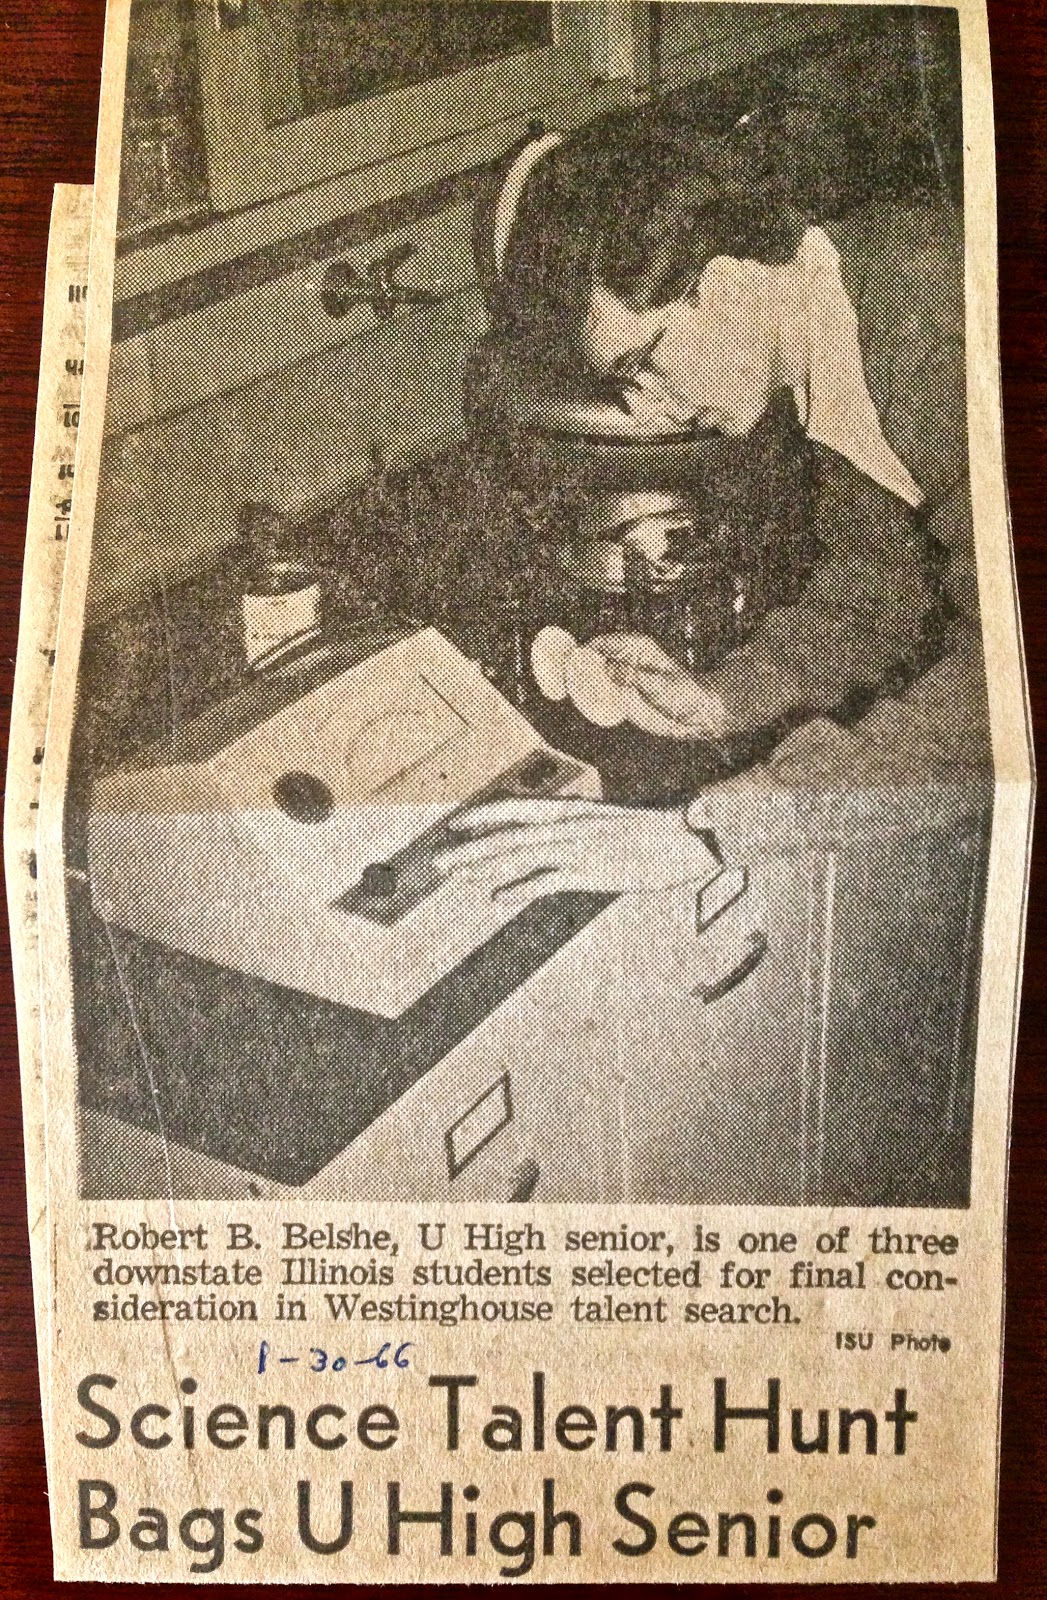 Robert B. Belshe, U High senior, is one of three
downstate Illinois students selected for final con-
sideration in Westinghouse talent search.
ISU Photo
1-30-66
Science Talent Hunt
Bags U High Senior